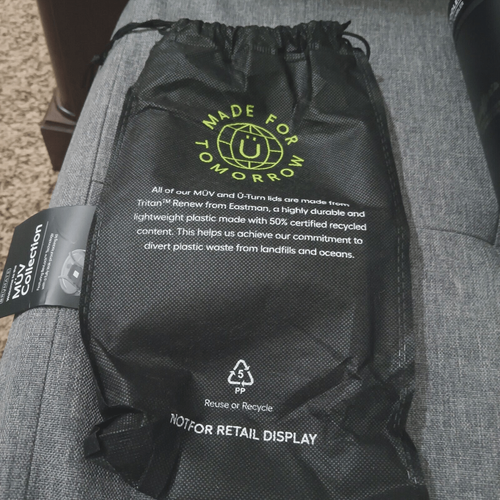 MADE FOR
Ü
TOMORROW
All of our MÜV and Ü-Turn lids are made from
Tritan™ Renew from Eastman, a highly durable and
lightweight plastic made with 50% certified recycled
content. This helps us achieve our commitment to
divert plastic waste from landfills and oceans.
5
PP
Reuse or Recycle
NOT FOR RETAIL DISPLAY
MÜV
Collection